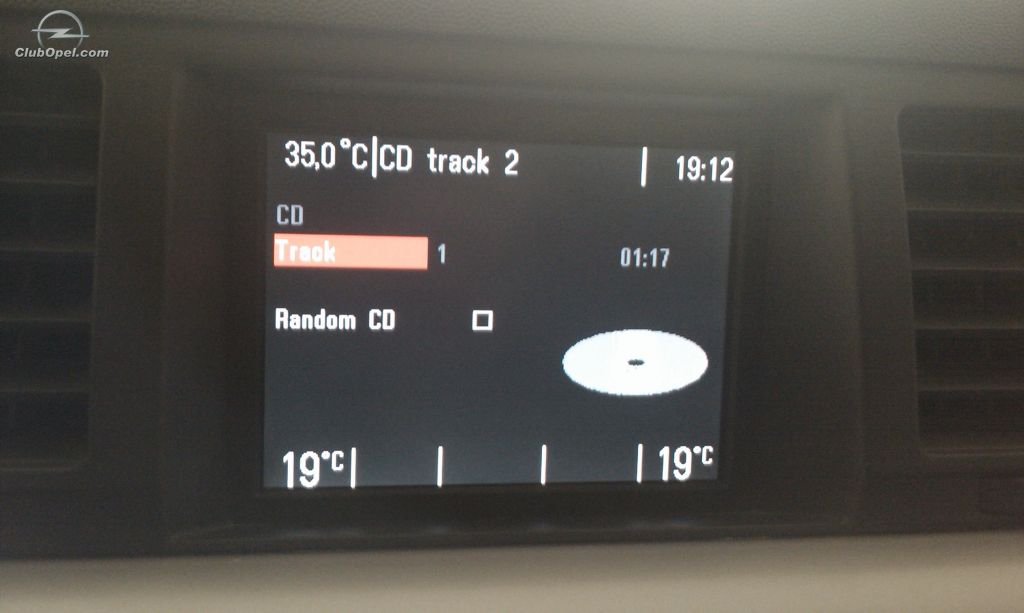 ClubOpel.com
35,0°C CD track 2 19:12
CD
Track 1 01:17
Random CD
19°C 19°C